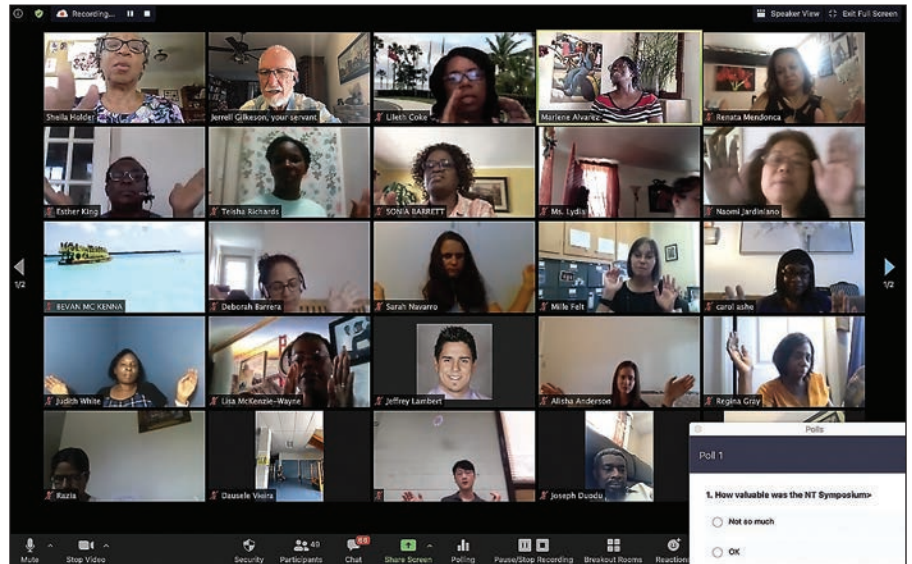 Recording...
Speaker View Exit Full Screen
Sheila Holder
Jerrell Gilkeson, your servant
Lileth Coke
Marlene Alvarez
Renata Mendonca
Esther King
Teisha Richards
SONIA BARRETT
Ms. Lydia
Naomi Jardiniano
1/2
BEVAN MC KENNA
Deborah Barrera
Sarah Navarro
Mille Felt
carol ashe
1/2
Judith White
Lisa McKenzie-Wayne
Jeffrey Lambert
Alisha Anderson
Regina Gray
Razia
Dausele Vieira
Joseph Duodu
Polls
Poll 1
1. How valuable was the NT Symposium>
Not so much
OK
Mute
Stop Video
Security
Participants
40
Chat
Share Screen
Polling
Pause/Stop Recording
Breakout Rooms
Reactions